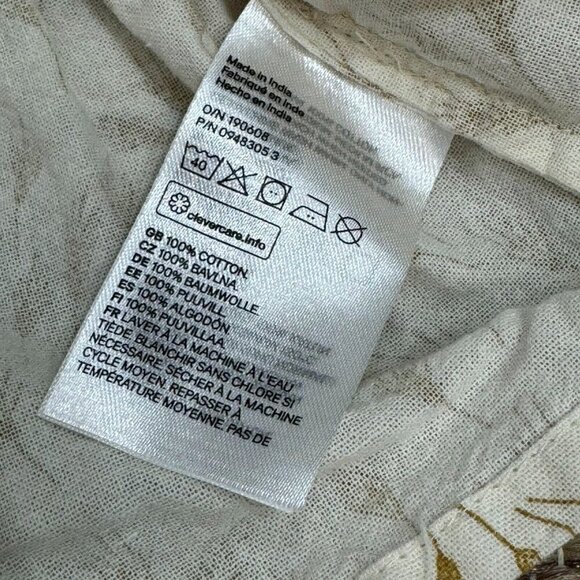 Made in India
Fabriqué en Inde
Hecho en India
O/N 190608
P/N 0948305 3
40
clevercare.info
GB 100% COTTON
CZ 100% BAVLNA.
DE 100% BAUMWOLLE
EE 100% PUUVILL
ES 100% ALGODÓN
FI 100% PUUVILLAA
FR LAVER À LA MACHINE À L'EAU
TIÈDE. BLANCHIR SANS CHLORE SI
NÉCESSAIRE. SÉCHER À LA MACHINE
CYCLE MOYEN. REPASSER À
TEMPÉRATURE MOYENNE. PAS DE